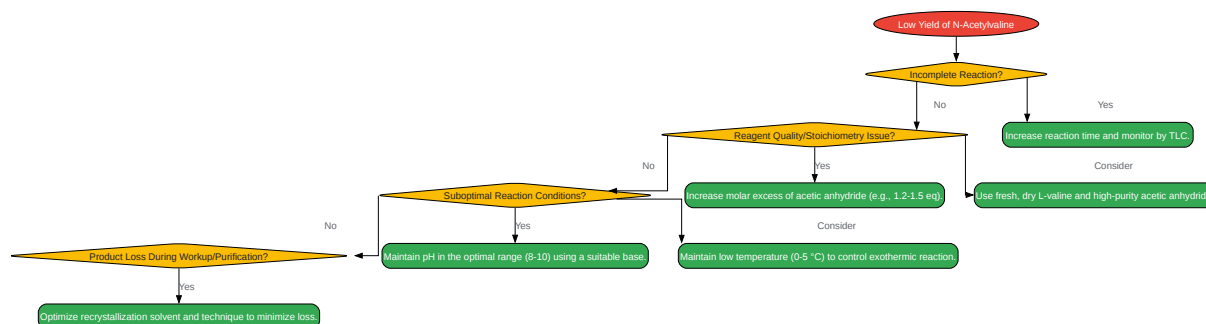 Low Yield of N-Acetylvaline
Incomplete Reaction?
No
Yes
Reagent Quality/Stoichiometry Issue?
Increase reaction time and monitor by TLC.
No
Yes
Consider
Suboptimal Reaction Conditions?
Increase molar excess of acetic anhydride (e.g., 1.2-1.5 eq).
Use fresh, dry L-valine and high-purity acetic anhydrid
No
Yes
Consider
Product Loss During Workup/Purification?
Maintain pH in the optimal range (8-10) using a suitable base.
Maintain low temperature (0-5 °C) to control exothermic reaction.
Yes
Optimize recrystallization solvent and technique to minimize loss.